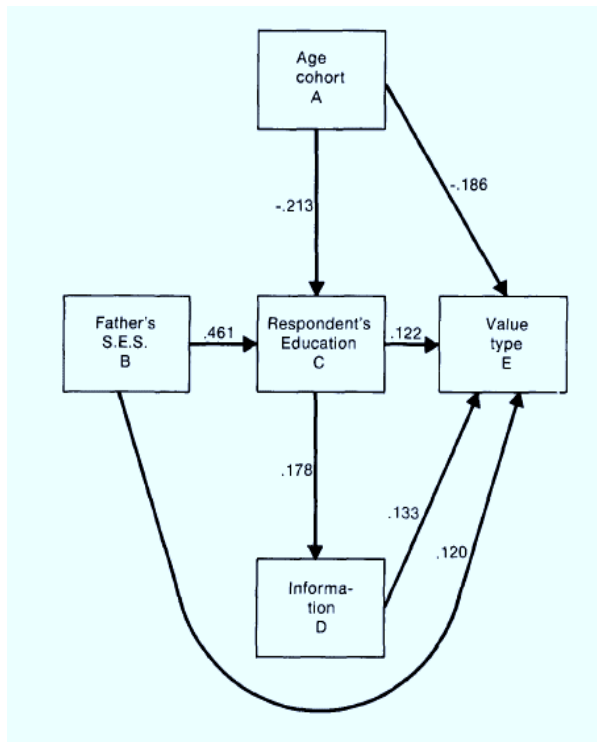 Age
cohort
A
-.186
-.213
Father's
S.E.S.
B
.461
Respondent's
Education
C
.122
Value
type
E
.178
.133
.120
Informa-
tion
D